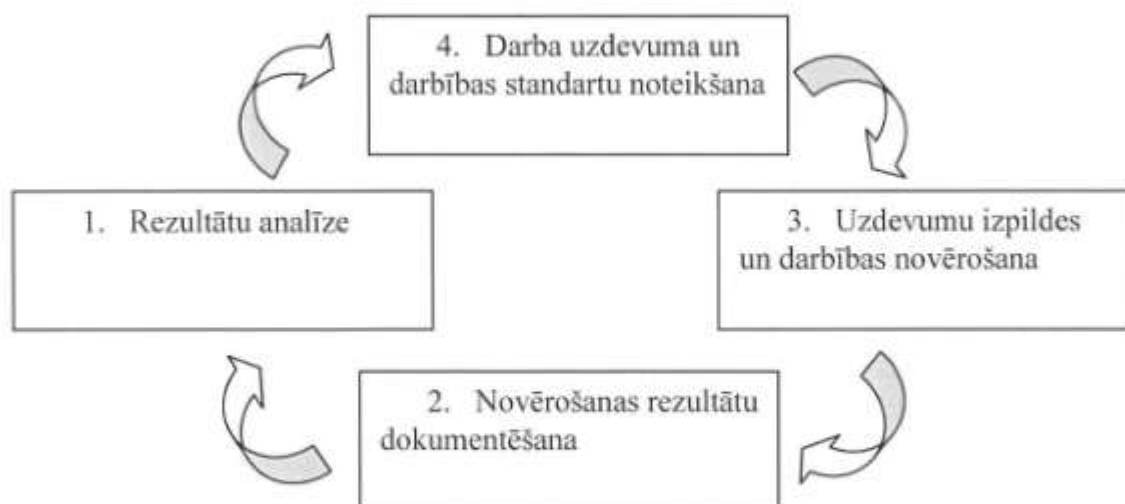 4. Darba uzdevuma un
darbības standartu noteikšana
1. Rezultātu analīze
3. Uzdevumu izpildes
un darbības novērošana
2. Novērošanas rezultātu
dokumentēšana